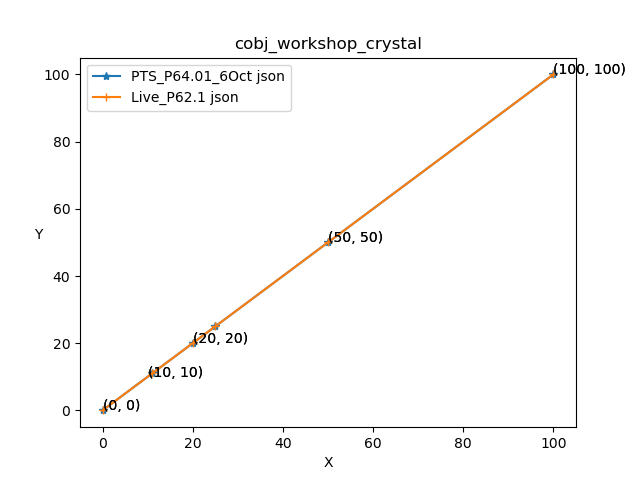 cobj_workshop_crystal
PTS_P64.01_6Oct json
Live_P62.1 json
100
80
60
40
20
0
Y
(100, 100)
(50, 50)
(20, 20)
(10, 10)
(0, 0)
0 20 40 60 80 100
X